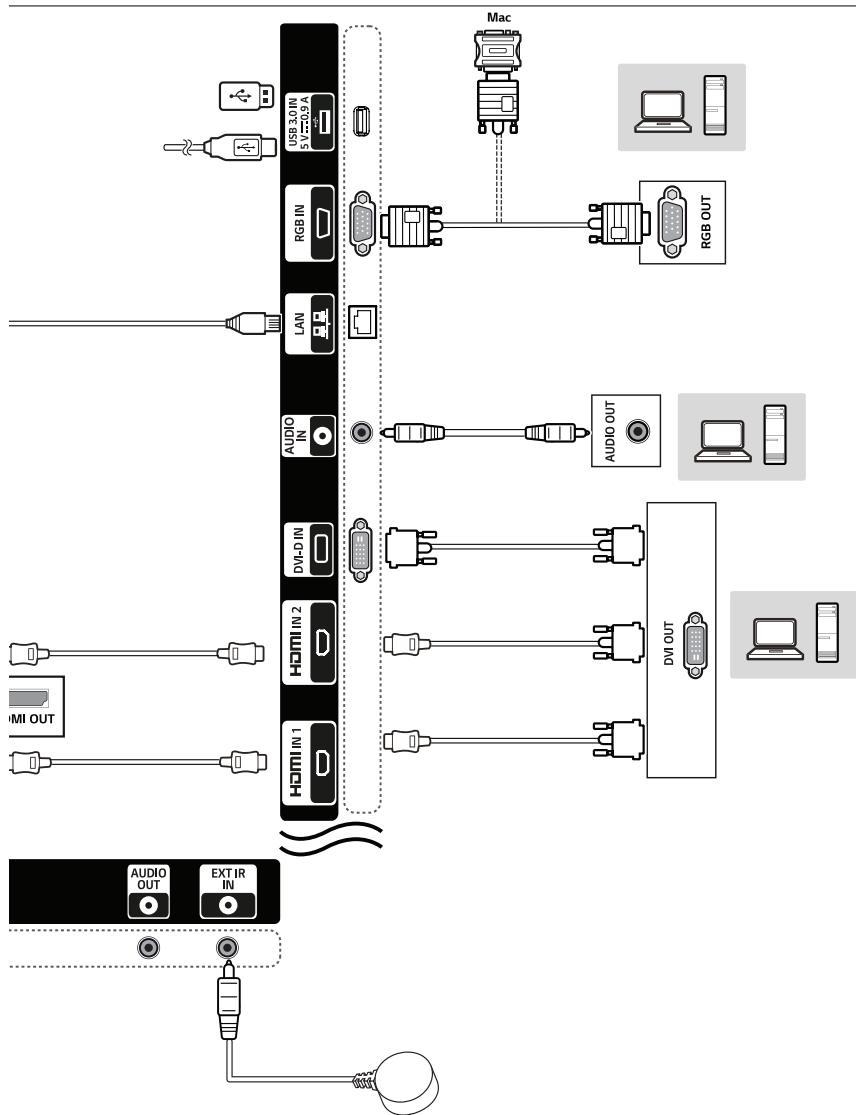 Mac
USB 3.0 IN
5 V⎓0.9 A
RGB IN
RGB OUT
LAN
AUDIO
IN
AUDIO OUT
DVI-D IN
HDMI IN 2
DVI OUT
MI OUT
HDMI IN 1
AUDIO
OUT
EXT IR
IN